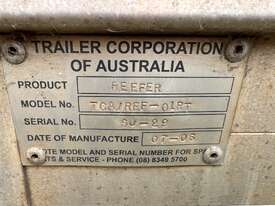 TRAILER CORPORATION
OF AUSTRALIA
PRODUCT REEFER
MODEL No.
SERIAL No.
DATE OF MANUFACTURE 07-06
QUOTE MODEL AND SERIAL NUMBER FOR
& SERVICE - PHONE (08) 8349 5700